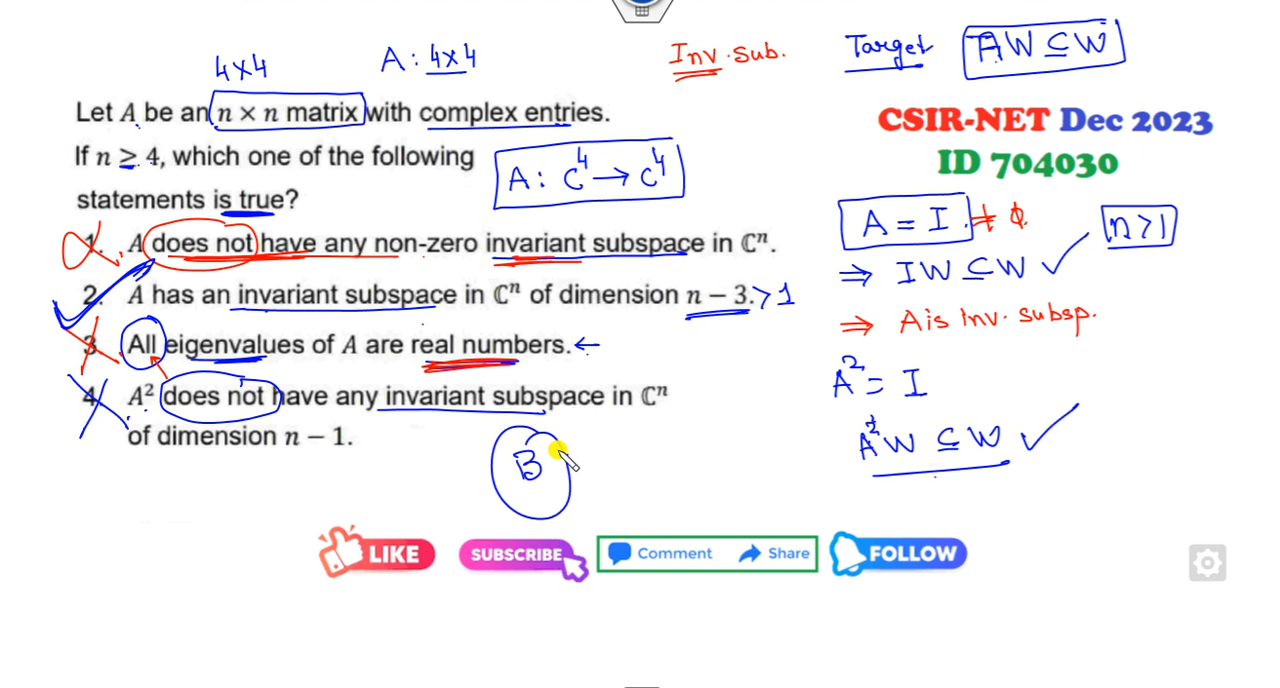 4×4
A : 4×4
Inv. Sub.
Target AW ⊆ W
Let A be an n × n matrix with complex entries.
If n ≥ 4, which one of the following
statements is true?
A : C⁴ → C⁴
1. A does not have any non-zero invariant subspace in ℂⁿ.
2. A has an invariant subspace in ℂⁿ of dimension n − 3. > 1
3. All eigenvalues of A are real numbers. ←
4. A² does not have any invariant subspace in ℂⁿ
of dimension n − 1.
B
CSIR-NET Dec 2023
ID 704030
A = I ≠ ϕ n > 1
⇒ IW ⊆ W ✓
⇒ A is inv. subsp.
A² = I
A²W ⊆ W ✓
LIKE
SUBSCRIBE
Comment Share
FOLLOW